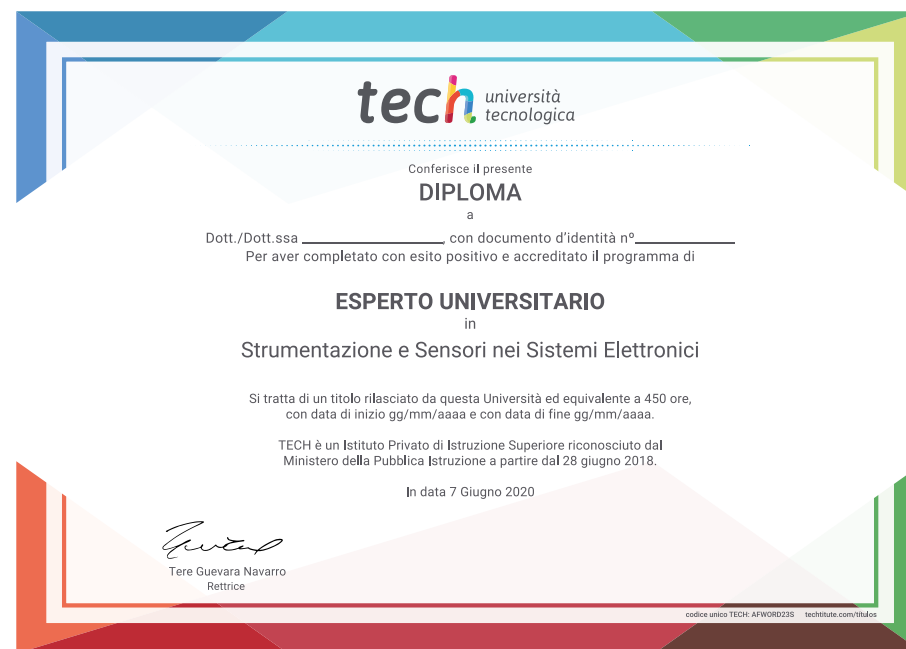 tech università
tecnologica
Conferisce il presente
DIPLOMA
a
Dott./Dott.ssa ____________________, con documento d'identità nº______________
Per aver completato con esito positivo e accreditato il programma di
ESPERTO UNIVERSITARIO
in
Strumentazione e Sensori nei Sistemi Elettronici
Si tratta di un titolo rilasciato da questa Università ed equivalente a 450 ore,
con data di inizio gg/mm/aaaa e con data di fine gg/mm/aaaa.
TECH è un Istituto Privato di Istruzione Superiore riconosciuto dal
Ministero della Pubblica Istruzione a partire dal 28 giugno 2018.
In data 7 Giugno 2020
Tere Guevara Navarro
Rettrice
codice unico TECH: AFWORD23S techtitute.com/titulos